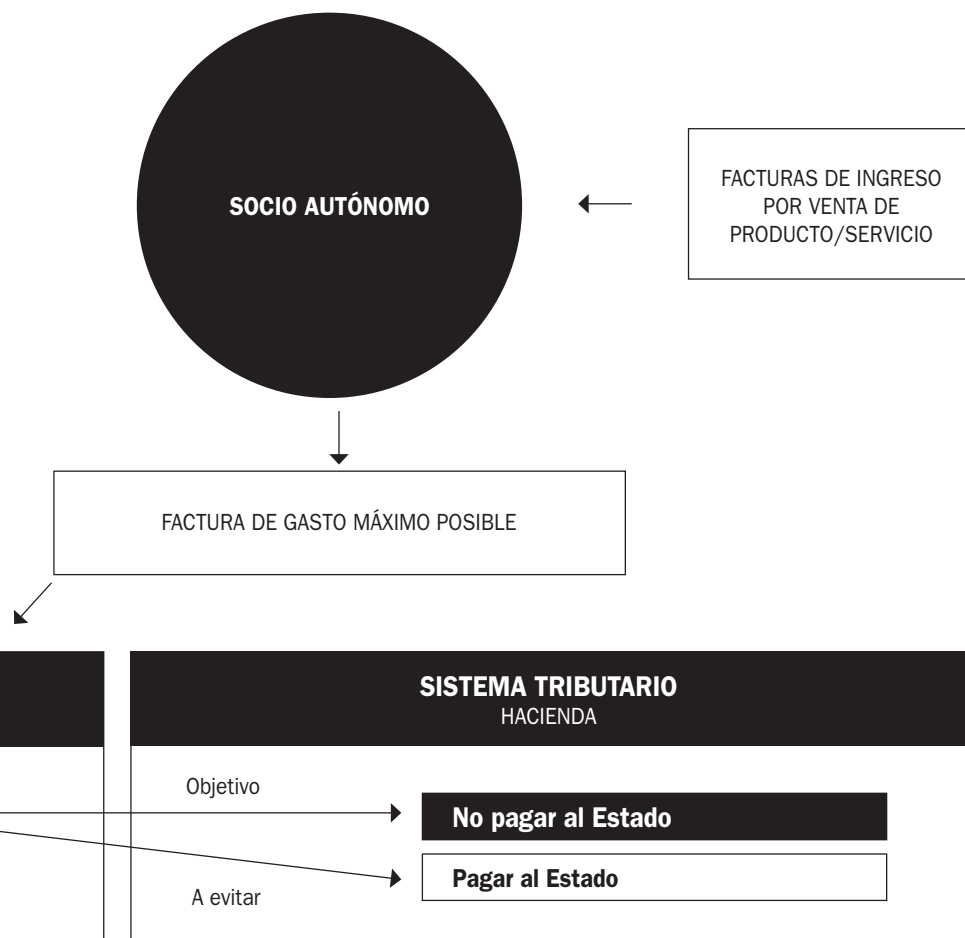 SOCIO AUTÓNOMO
FACTURAS DE INGRESO
POR VENTA DE
PRODUCTO/SERVICIO
FACTURA DE GASTO MÁXIMO POSIBLE
SISTEMA TRIBUTARIO
HACIENDA
Objetivo
No pagar al Estado
Pagar al Estado
A evitar